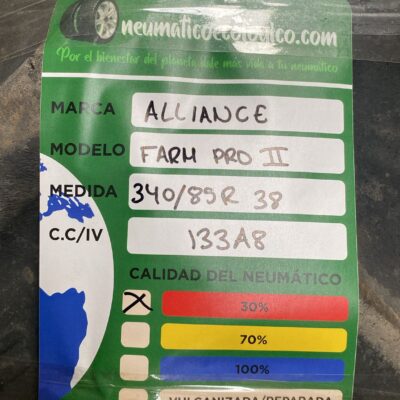 neumaticoecologico.com
Por el bienestar del planeta dale más vida a tu neumático
MARCA ALLIANCE
MODELO FARM PRO II
MEDIDA 340/85R 38
C.C/IV 133A8
CALIDAD DEL NEUMÁTICO
X 30%
70%
100%
VULCANIZADA/REPARADA